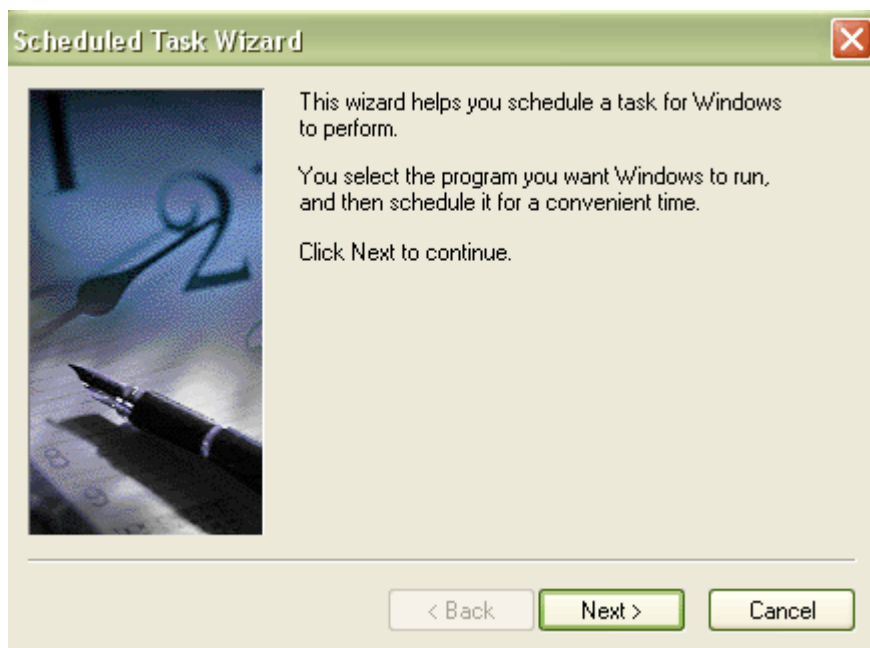 Scheduled Task Wizard
This wizard helps you schedule a task for Windows
to perform.
You select the program you want Windows to run,
and then schedule it for a convenient time.
Click Next to continue.
2
< Back
Next >
Cancel